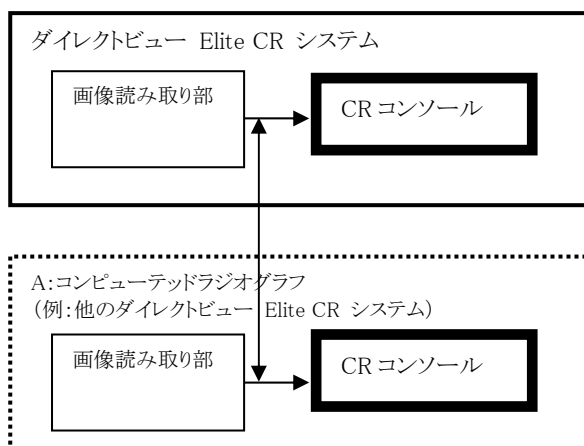 ダイレクトビュー Elite CR システム
画像読み取り部
CR コンソール
A:コンピューテッドラジオグラフ
(例:他のダイレクトビュー Elite CR システム)
画像読み取り部
CR コンソール